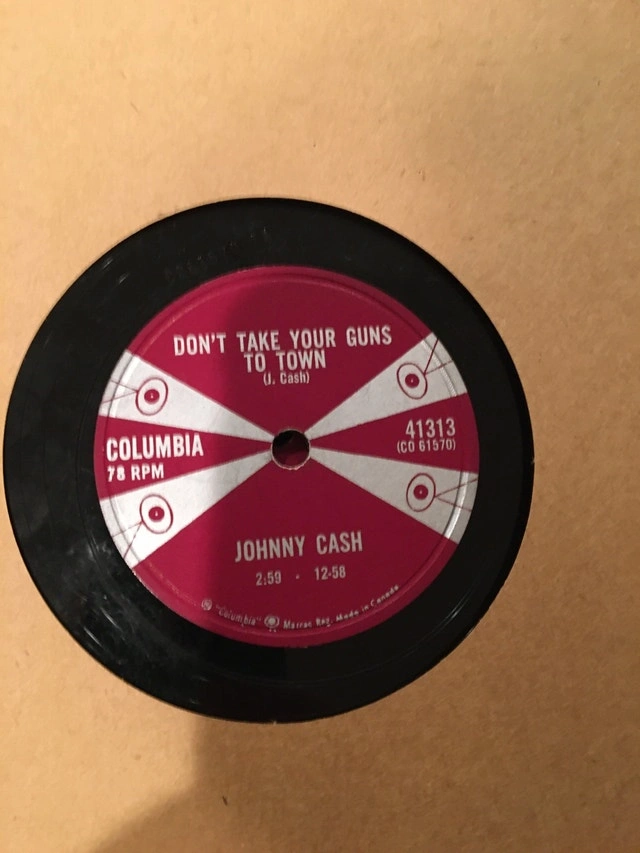 DON'T TAKE YOUR GUNS
TO TOWN
(J. Cash)
COLUMBIA
78 RPM
41313
(CO 61570)
JOHNNY CASH
2:59 - 12-58
® "Columbia" Marcas Reg. Made in Canada